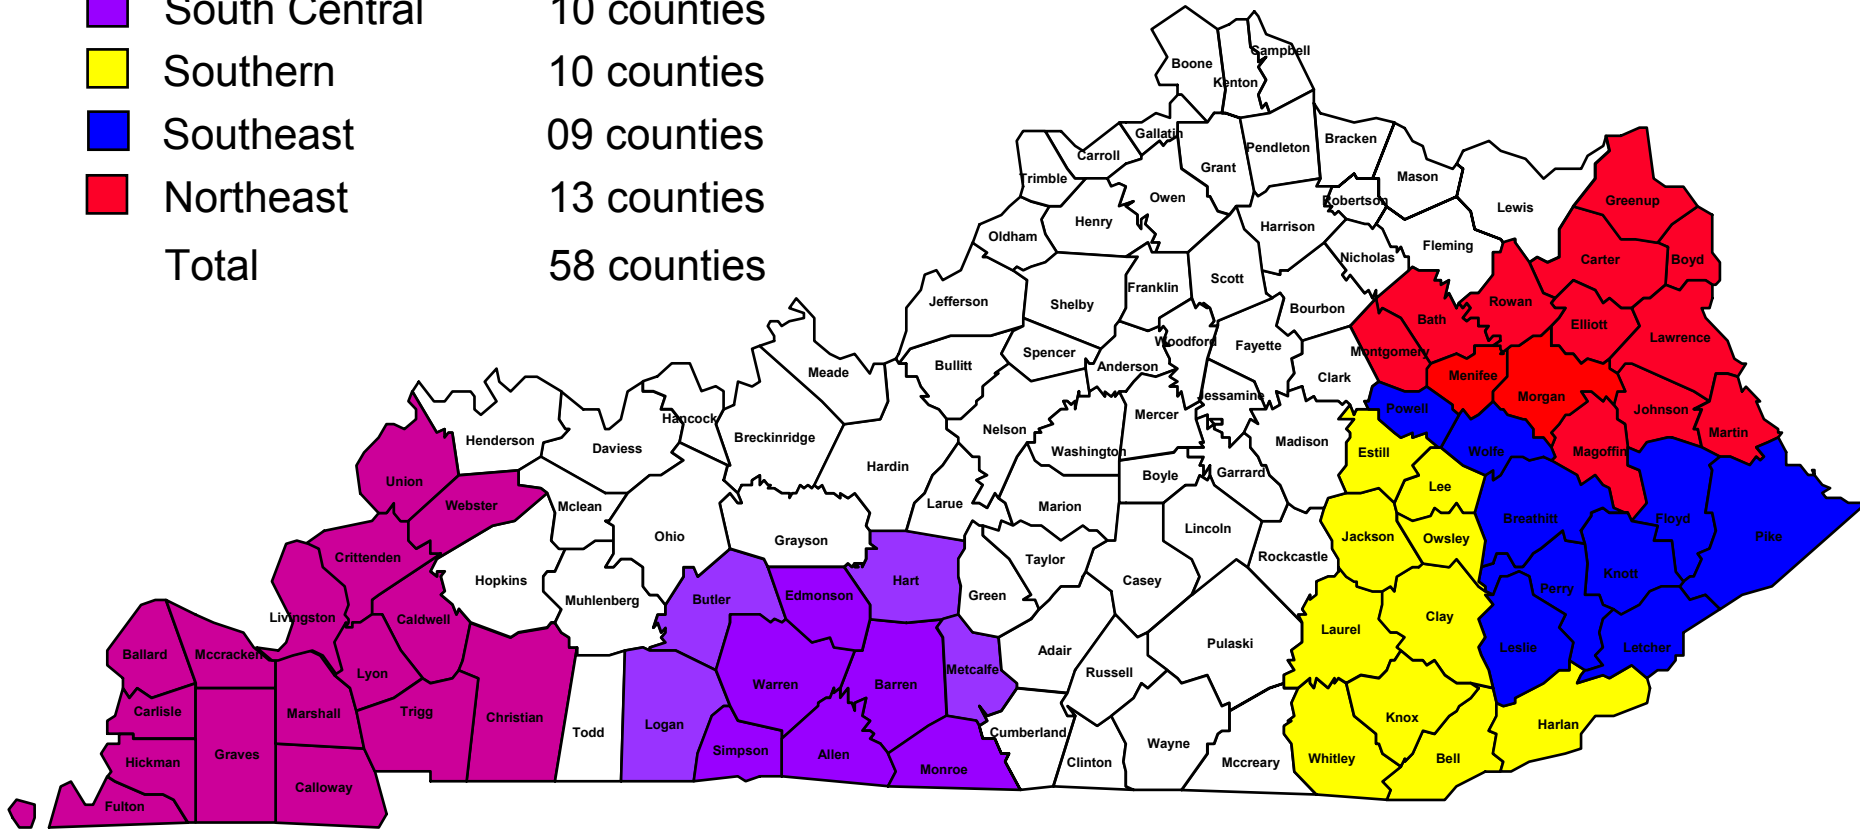 South Central 10 counties
Southern 10 counties
Southeast 09 counties
Northeast 13 counties
Total 58 counties
Campbell
Boone
Kenton
Gallatin
Bracken
Carroll
Pendleton
Grant
Trimble
Mason
Owen
Robertson
Lewis
Greenup
Henry
Harrison
Oldham
Fleming
Nicholas
Carter
Boyd
Scott
Franklin
Jefferson
Shelby
Bourbon
Rowan
Bath
Elliott
Lawrence
Woodford
Fayette
Spencer
Montgomery
Bullitt
Anderson
Meade
Clark
Menifee
Jessamine
Morgan
Powell
Johnson
Mercer
Hancock
Nelson
Martin
Breckinridge
Henderson
Madison
Daviess
Washington
Estill
Wolfe
Magoffin
Hardin
Garrard
Boyle
Union
Lee
Webster
Larue
Mclean
Marion
Breathitt
Floyd
Lincoln
Ohio
Jackson
Pike
Grayson
Owsley
Crittenden
Rockcastle
Taylor
Knott
Hopkins
Hart
Casey
Perry
Edmonson
Green
Butler
Muhlenberg
Livingston
Clay
Caldwell
Laurel
Pulaski
Leslie
Letcher
Adair
Ballard
Mccracken
Metcalfe
Lyon
Russell
Warren
Barren
Carlisle
Marshall
Trigg
Christian
Knox
Logan
Harlan
Todd
Cumberland
Wayne
Simpson
Graves
Allen
Whitley
Bell
Hickman
Clinton
Mccreary
Monroe
Calloway
Fulton